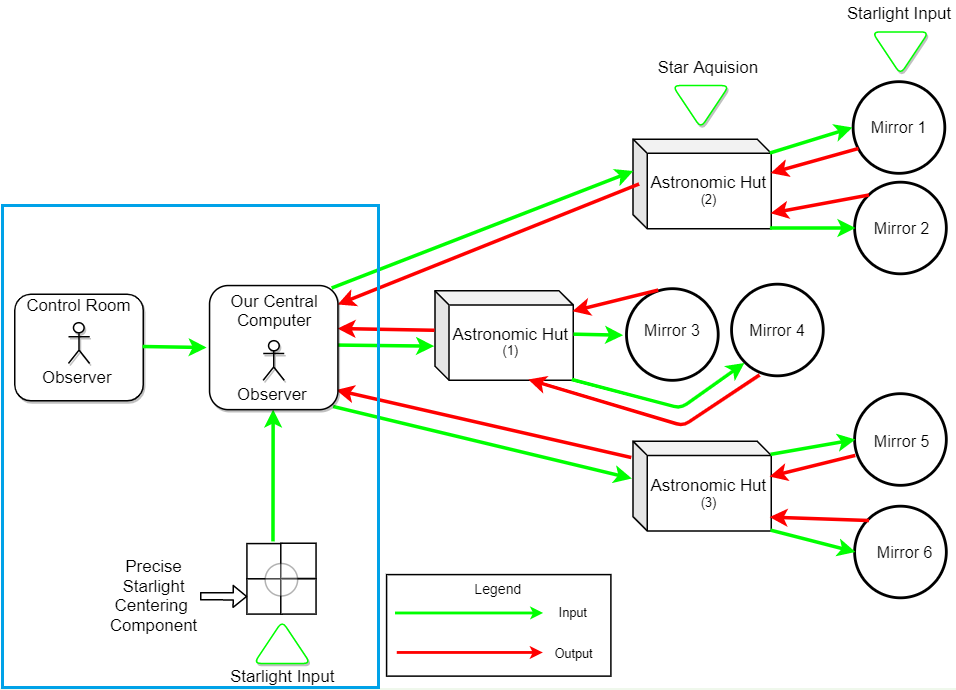 Starlight Input
Star Aquision
Mirror 1
Astronomic Hut
(2)
Mirror 2
Control Room
Observer
Our Central
Computer
Observer
Astronomic Hut
(1)
Mirror 3
Mirror 4
Astronomic Hut
(3)
Mirror 5
Mirror 6
Precise
Starlight
Centering
Component
Starlight Input
Legend
Input
Output